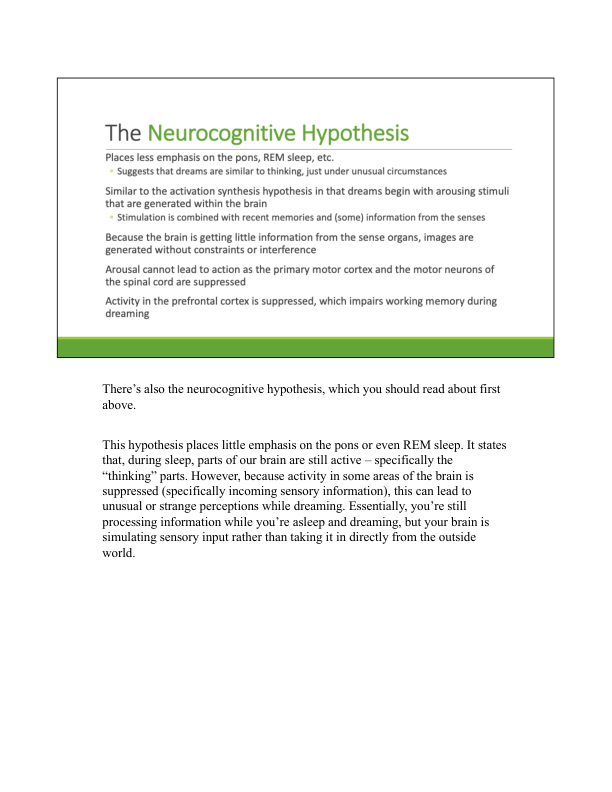 The Neurocognitive Hypothesis
Places less emphasis on the pons, REM sleep, etc.
• Suggests that dreams are similar to thinking, just under unusual circumstances
Similar to the activation synthesis hypothesis in that dreams begin with arousing stimuli
that are generated within the brain
• Stimulation is combined with recent memories and (some) information from the senses
Because the brain is getting little information from the sense organs, images are
generated without constraints or interference
Arousal cannot lead to action as the primary motor cortex and the motor neurons of
the spinal cord are suppressed
Activity in the prefrontal cortex is suppressed, which impairs working memory during
dreaming
There’s also the neurocognitive hypothesis, which you should read about first
above.
This hypothesis places little emphasis on the pons or even REM sleep. It states
that, during sleep, parts of our brain are still active – specifically the
“thinking” parts. However, because activity in some areas of the brain is
suppressed (specifically incoming sensory information), this can lead to
unusual or strange perceptions while dreaming. Essentially, you’re still
processing information while you’re asleep and dreaming, but your brain is
simulating sensory input rather than taking it in directly from the outside
world.